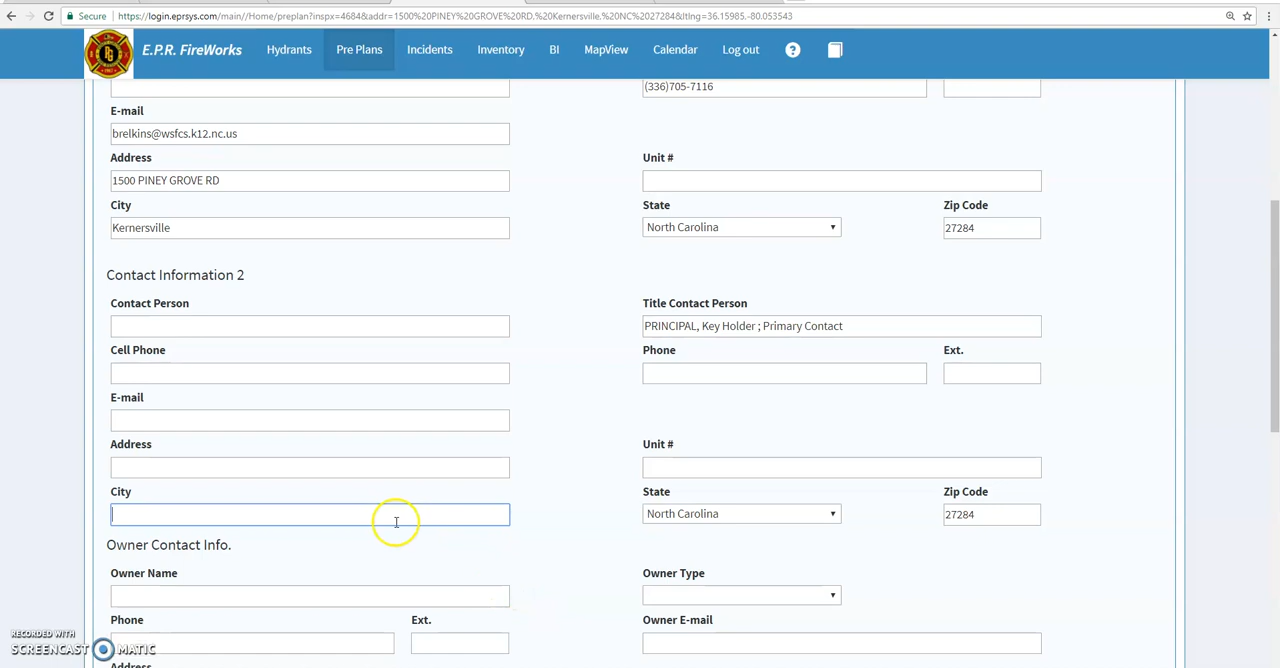 Secure https://login.eprsys.com/main//Home/preplan?inspx=4684&addr=1500%20PINEY%20GROVE%20RD,%20Kernersville,%20NC%2027284&ltlng=36.15985,-80.053543
E.P.R. FireWorks Hydrants Pre Plans Incidents Inventory BI MapView Calendar Log out ?
(336)705-7116
E-mail
brelkins@wsfcs.k12.nc.us
Address Unit #
1500 PINEY GROVE RD
City State Zip Code
Kernersville North Carolina 27284
Contact Information 2
Contact Person Title Contact Person
PRINCIPAL, Key Holder ; Primary Contact
Cell Phone Phone Ext.
E-mail
Address Unit #
City State Zip Code
North Carolina 27284
Owner Contact Info.
Owner Name Owner Type
Phone Ext. Owner E-mail
RECORDED WITH
SCREENCAST MATIC
Address